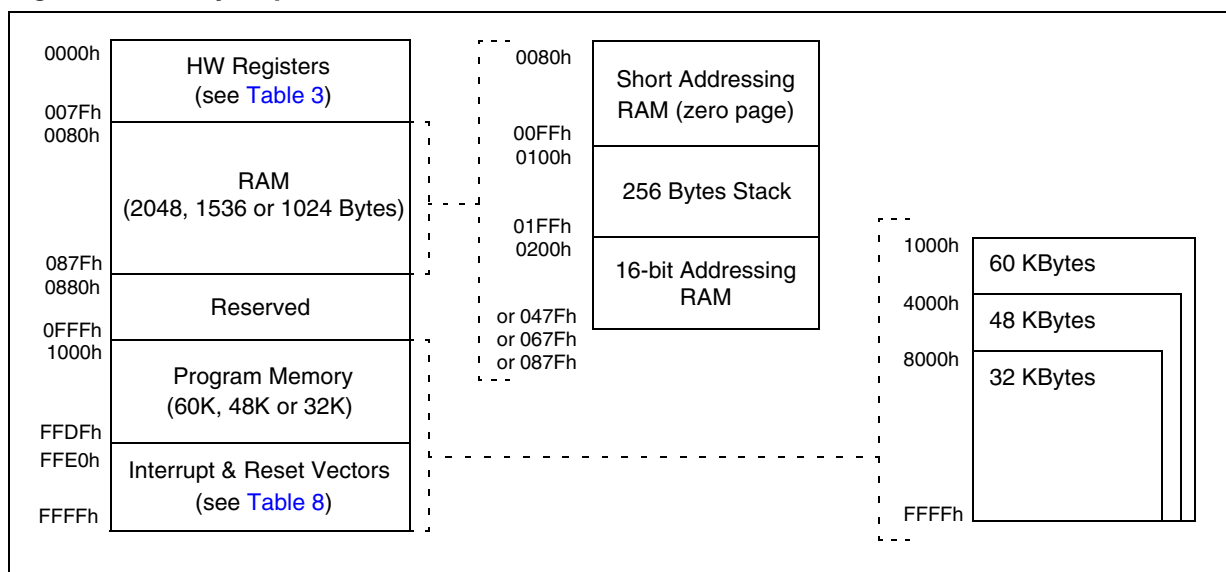 0000h
HW Registers
(see Table 3)
007Fh
0080h
RAM
(2048, 1536 or 1024 Bytes)
087Fh
0880h
Reserved
0FFFh
1000h
Program Memory
(60K, 48K or 32K)
FFDFh
FFE0h
Interrupt & Reset Vectors
(see Table 8)
FFFFh
0080h
Short Addressing
RAM (zero page)
00FFh
0100h
256 Bytes Stack
01FFh
0200h
16-bit Addressing
RAM
or 047Fh
or 067Fh
or 087Fh
1000h
60 KBytes
4000h
48 KBytes
8000h
32 KBytes
FFFFh